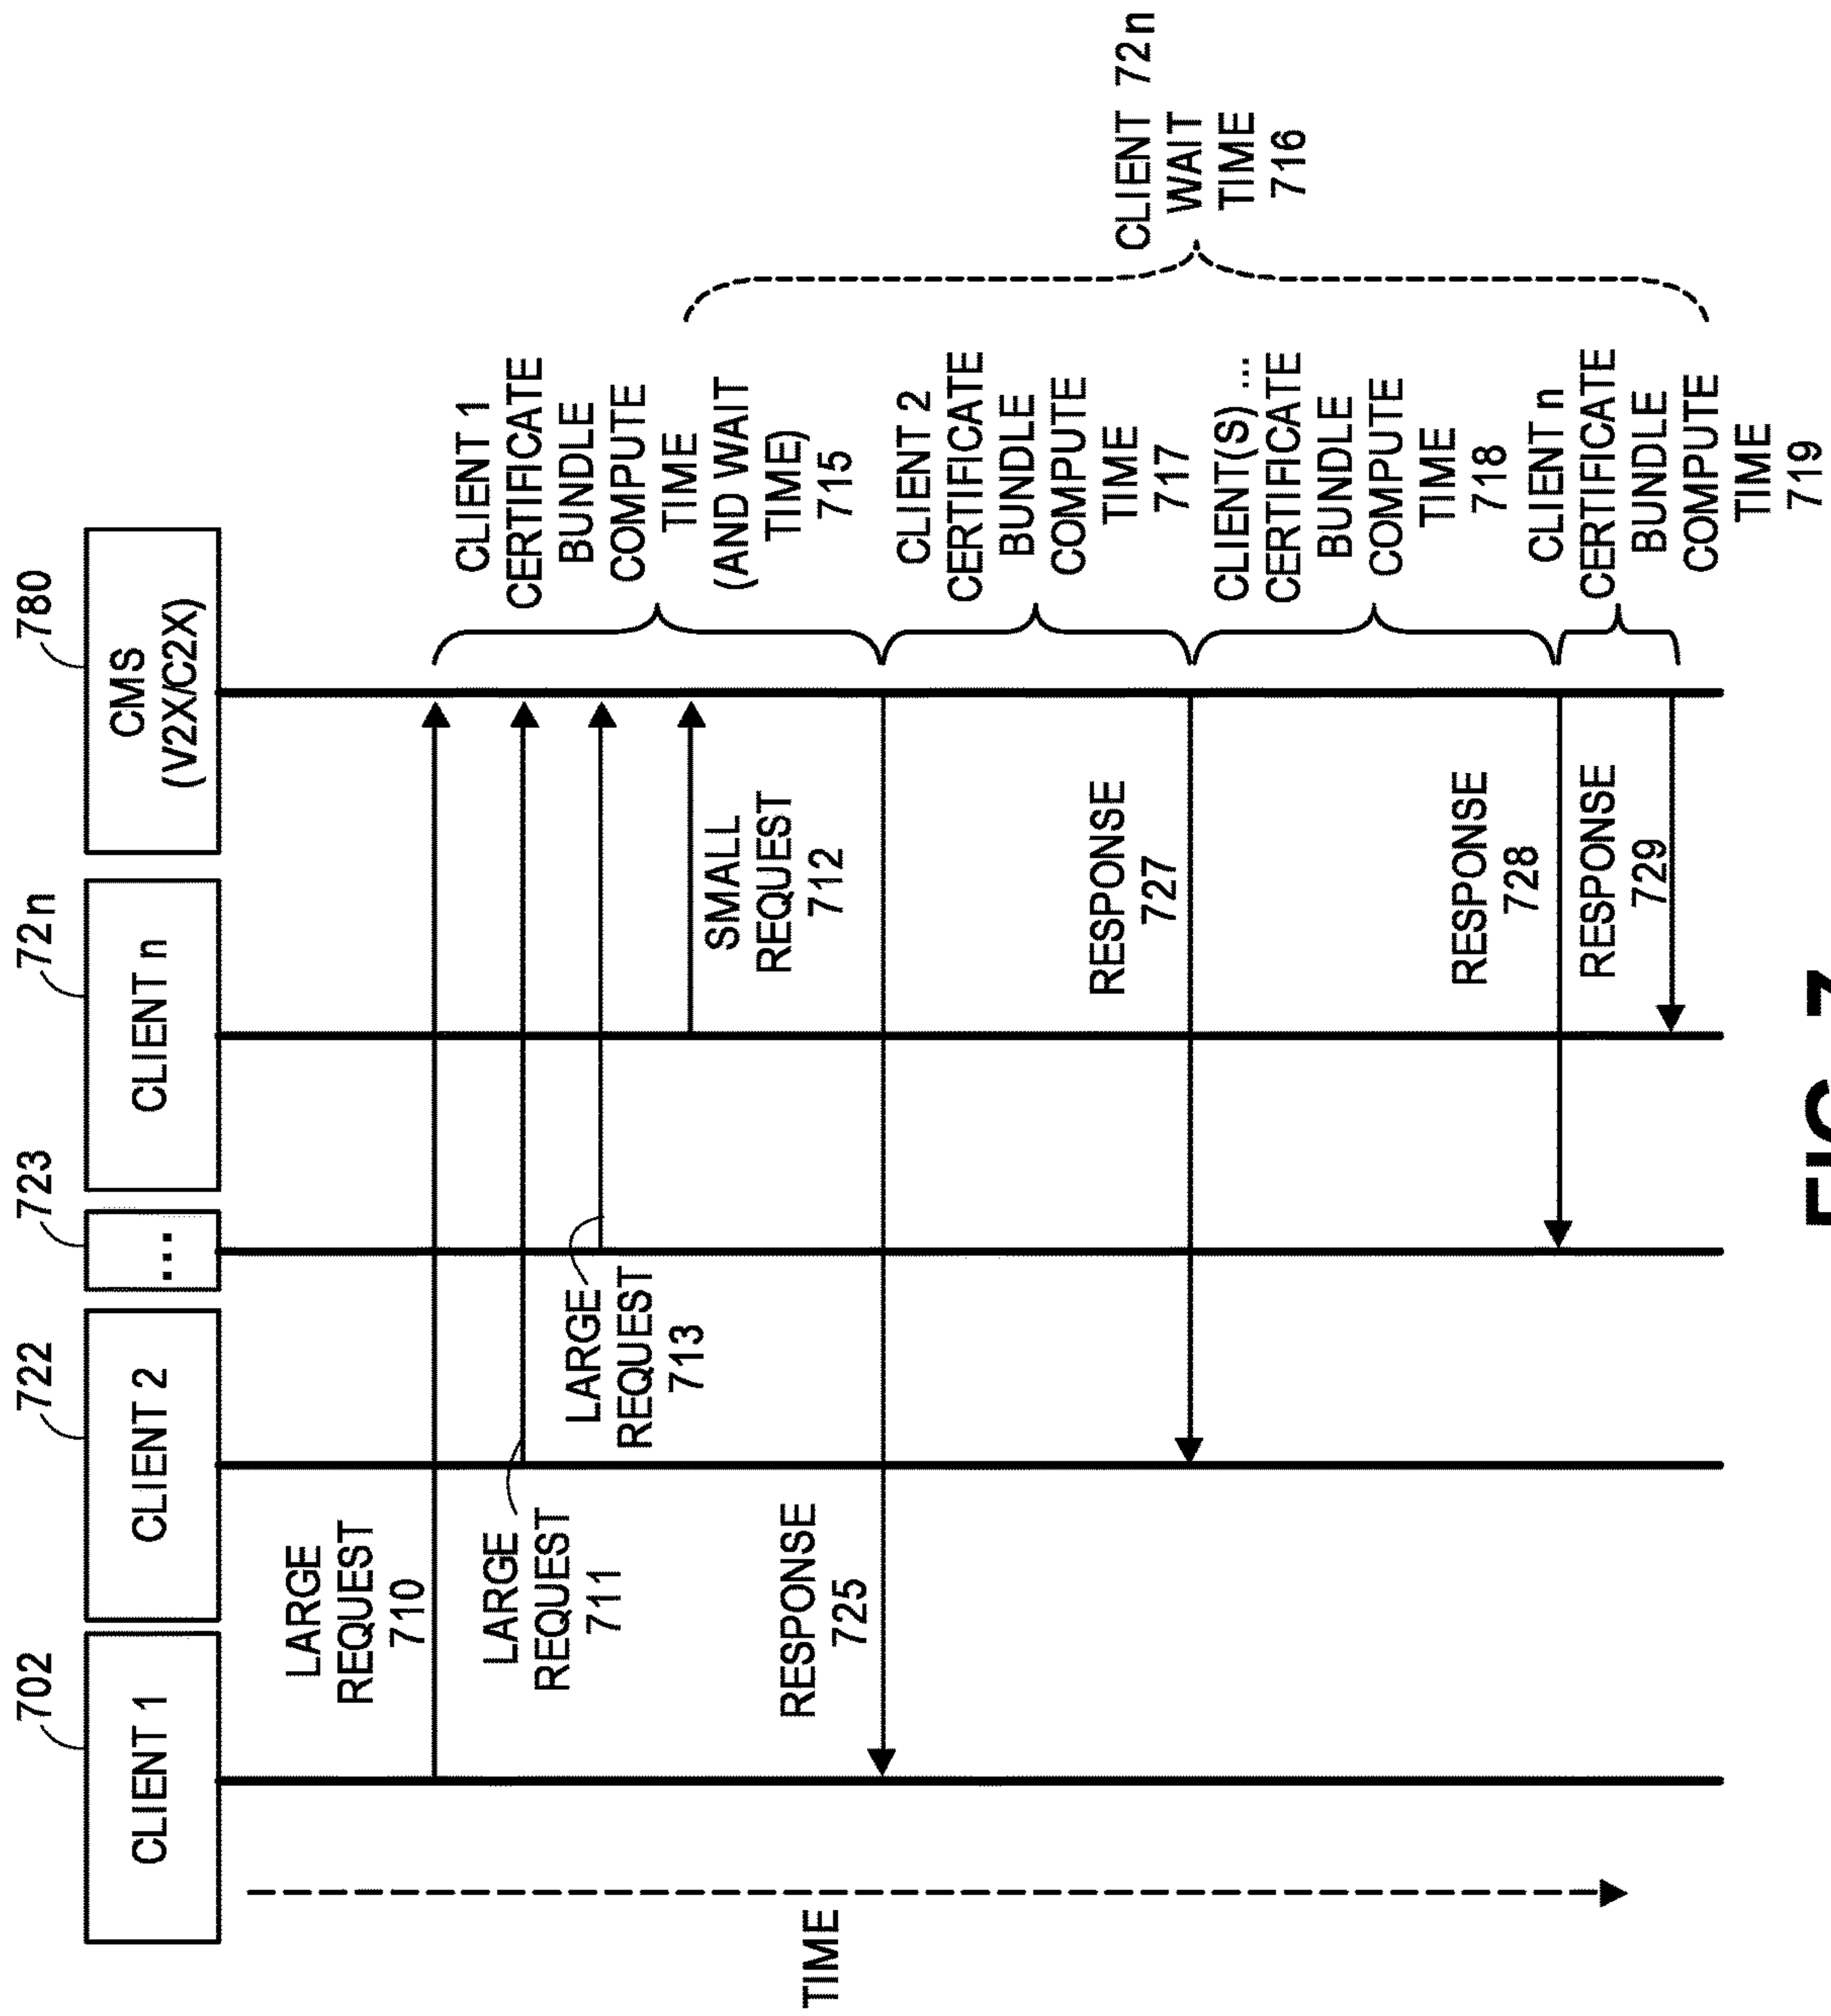 702
722
723
72n
780
CLIENT 1
CLIENT 2
...
CLIENT n
CMS
(V2X/C2X)
TIME
LARGE
REQUEST
710
LARGE
REQUEST
711
LARGE
REQUEST
713
SMALL
REQUEST
712
RESPONSE
725
RESPONSE
727
RESPONSE
728
RESPONSE
729
CLIENT 1
CERTIFICATE
BUNDLE
COMPUTE
TIME
(AND WAIT
TIME)
715
CLIENT 2
CERTIFICATE
BUNDLE
COMPUTE
TIME
717
CLIENT(S) ...
CERTIFICATE
BUNDLE
COMPUTE
TIME
718
CLIENT n
CERTIFICATE
BUNDLE
COMPUTE
TIME
719
CLIENT 72n
WAIT
TIME
716
FIG. 7